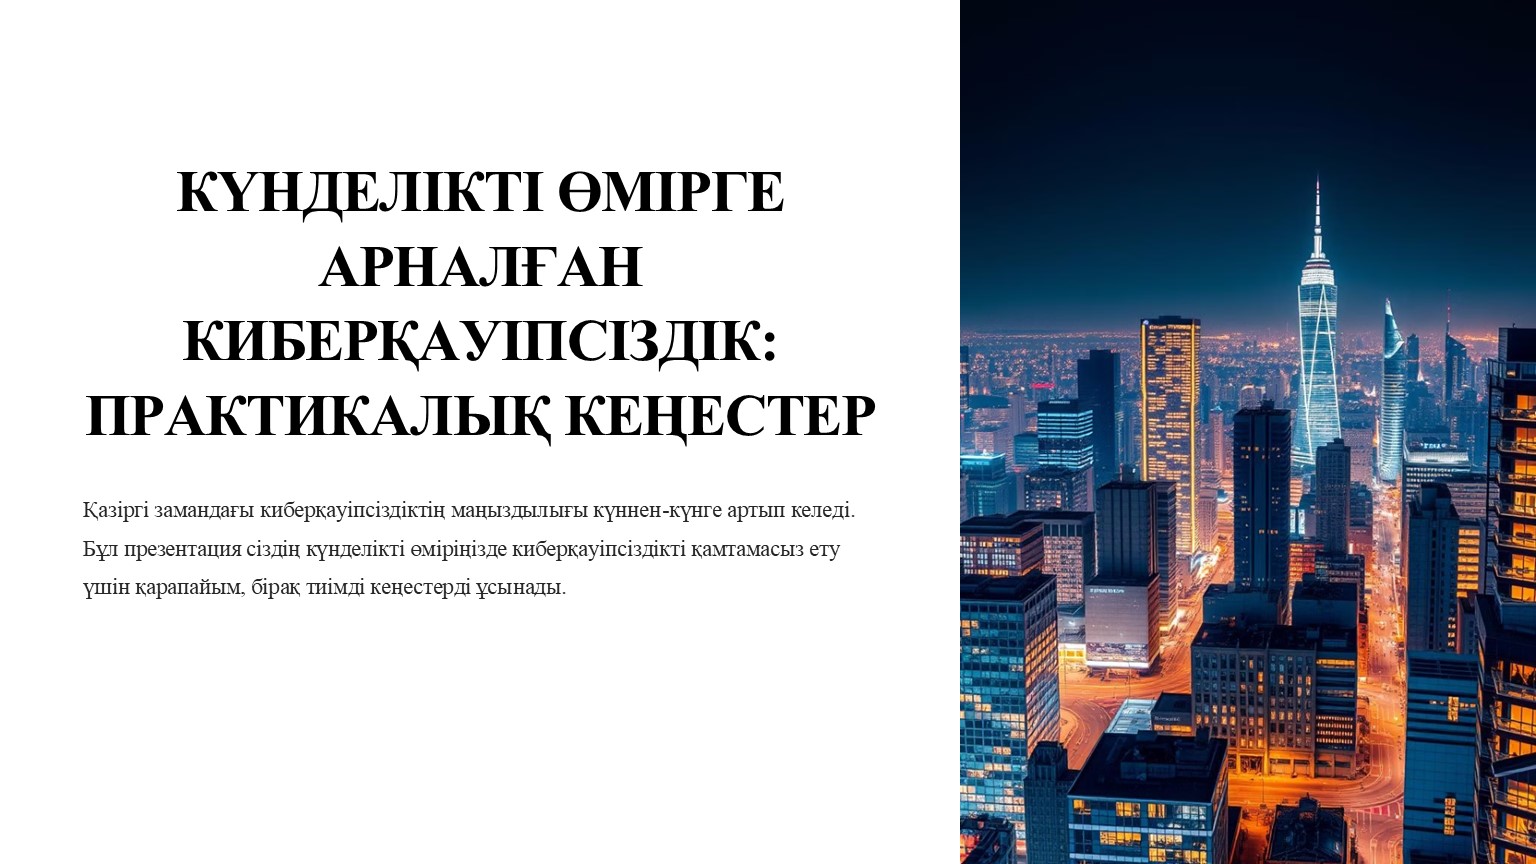 КҮНДЕЛІКТІ ӨМІРГЕ
АРНАЛҒАН
КИБЕРҚАУІПСІЗДІК:
ПРАКТИКАЛЫҚ КЕҢЕСТЕР
Қазіргі замандағы киберқауіпсіздіктің маңыздылығы күннен-күнге артып келеді.
Бұл презентация сіздің күнделікті өміріңізде киберқауіпсіздікті қамтамасыз ету
үшін қарапайым, бірақ тиімді кеңестерді ұсынады.